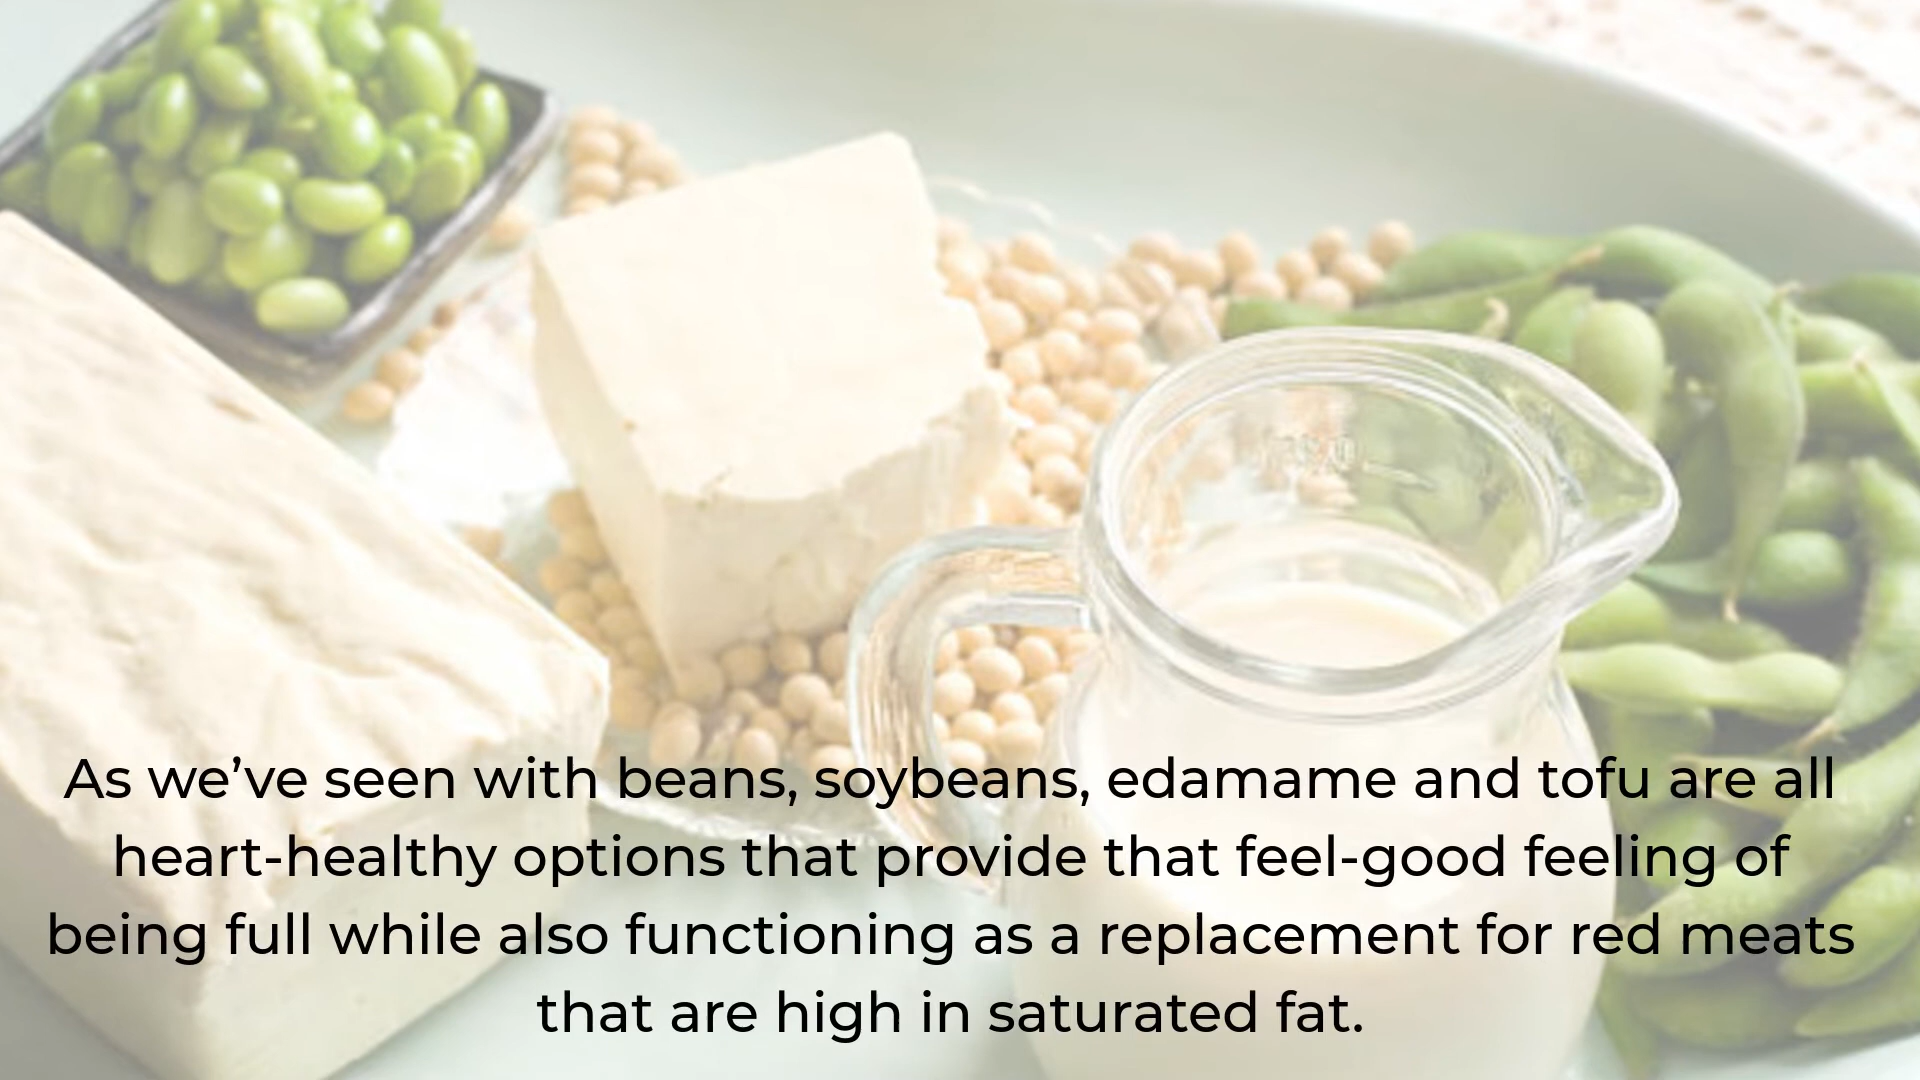 As we’ve seen with beans, soybeans, edamame and tofu are all
heart-healthy options that provide that feel-good feeling of
being full while also functioning as a replacement for red meats
that are high in saturated fat.